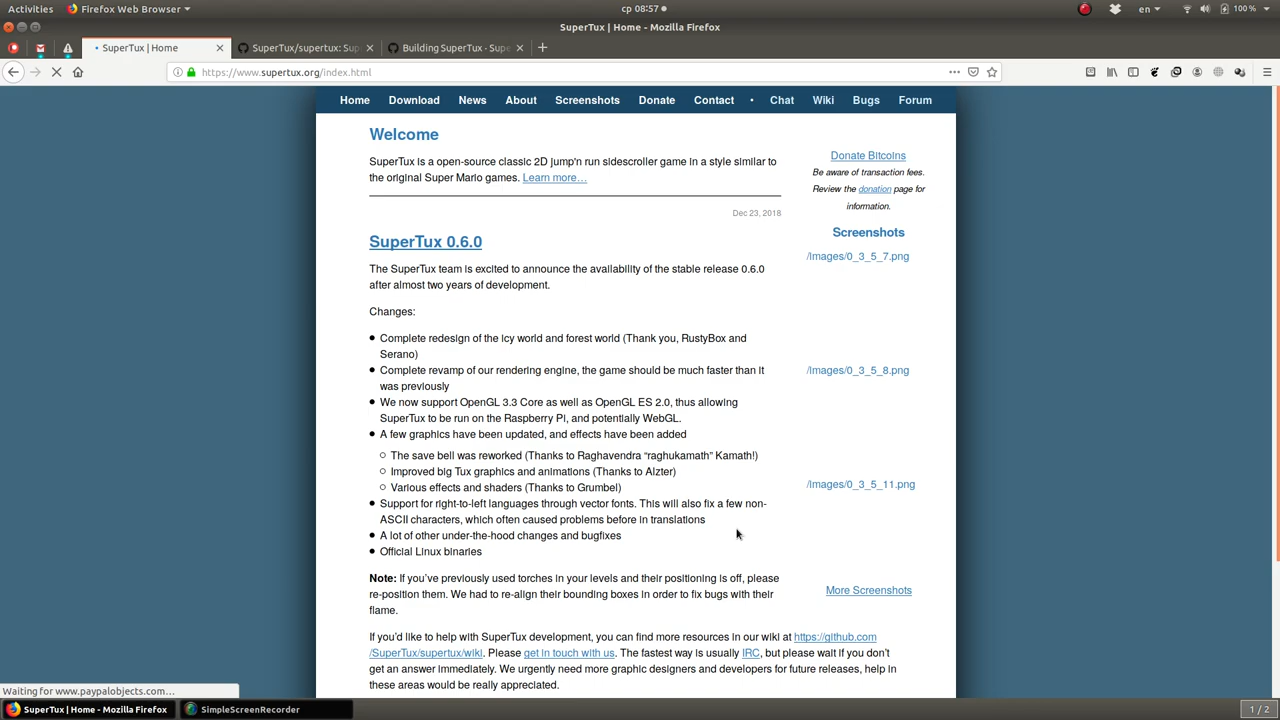 Activities Firefox Web Browser ср 08:57 en 100 %
SuperTux | Home - Mozilla Firefox
SuperTux | Home SuperTux/supertux: Sup Building SuperTux · Supe
https://www.supertux.org/index.html
Home Download News About Screenshots Donate Contact • Chat Wiki Bugs Forum
Welcome
SuperTux is a open-source classic 2D jump'n run sidescroller game in a style similar to
the original Super Mario games. Learn more…
Dec 23, 2018
SuperTux 0.6.0
The SuperTux team is excited to announce the availability of the stable release 0.6.0
after almost two years of development.
Changes:
Complete redesign of the icy world and forest world (Thank you, RustyBox and
Serano)
Complete revamp of our rendering engine, the game should be much faster than it
was previously
We now support OpenGL 3.3 Core as well as OpenGL ES 2.0, thus allowing
SuperTux to be run on the Raspberry Pi, and potentially WebGL.
A few graphics have been updated, and effects have been added
The save bell was reworked (Thanks to Raghavendra “raghukamath” Kamath!)
Improved big Tux graphics and animations (Thanks to Alzter)
Various effects and shaders (Thanks to Grumbel)
Support for right-to-left languages through vector fonts. This will also fix a few non-
ASCII characters, which often caused problems before in translations
A lot of other under-the-hood changes and bugfixes
Official Linux binaries
Note: If you’ve previously used torches in your levels and their positioning is off, please
re-position them. We had to re-align their bounding boxes in order to fix bugs with their
flame.
If you’d like to help with SuperTux development, you can find more resources in our wiki at https://github.com
/SuperTux/supertux/wiki. Please get in touch with us. The fastest way is usually IRC, but please wait if you don’t
get an answer immediately. We urgently need more graphic designers and developers for future releases, help in
these areas would be really appreciated.
Donate Bitcoins
Be aware of transaction fees.
Review the donation page for
information.
Screenshots
/images/0_3_5_7.png
/images/0_3_5_8.png
/images/0_3_5_11.png
More Screenshots
Waiting for www.paypalobjects.com…
SuperTux | Home - Mozilla Firefox SimpleScreenRecorder 1 / 2